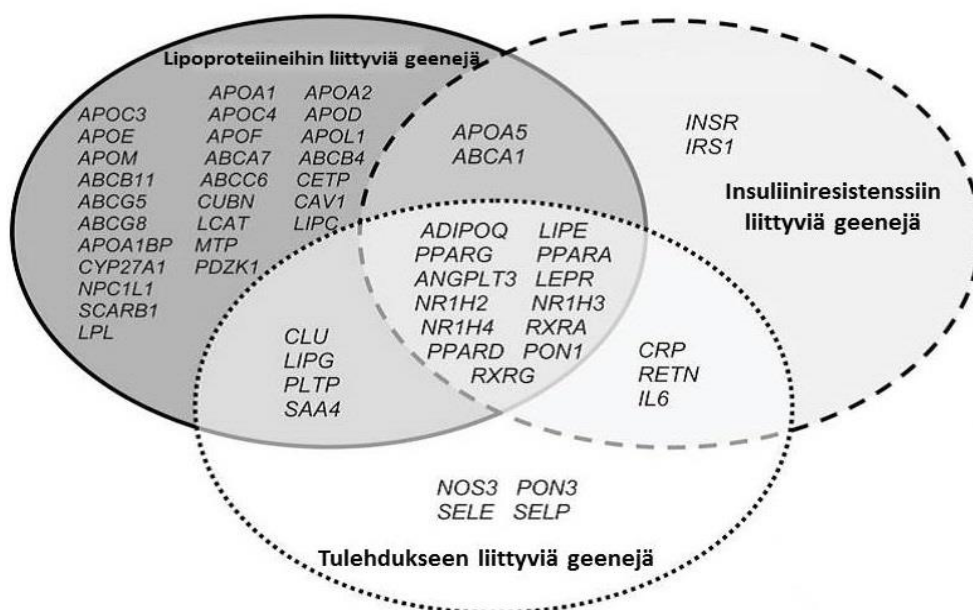 Lipoproteiineihin liittyviä geenejä
APOA1 APOA2
APOC3 APOC4 APOD
APOE APOF APOL1
APOM ABCA7 ABCB4
ABCB11 ABCC6 CETP
ABCG5 CUBN CAV1
ABCG8 LCAT LIPC
APOA1BP MTP
CYP27A1 PDZK1
NPC1L1
SCARB1
LPL
APOA5
ABCA1
INSR
IRS1
Insuliiniresistenssiin
liittyviä geenejä
ADIPOQ LIPE
PPARG PPARA
ANGPLT3 LEPR
NR1H2 NR1H3
NR1H4 RXRA
PPARD PON1
RXRG
CLU
LIPG
PLTP
SAA4
CRP
RETN
IL6
NOS3 PON3
SELE SELP
Tulehdukseen liittyviä geenejä